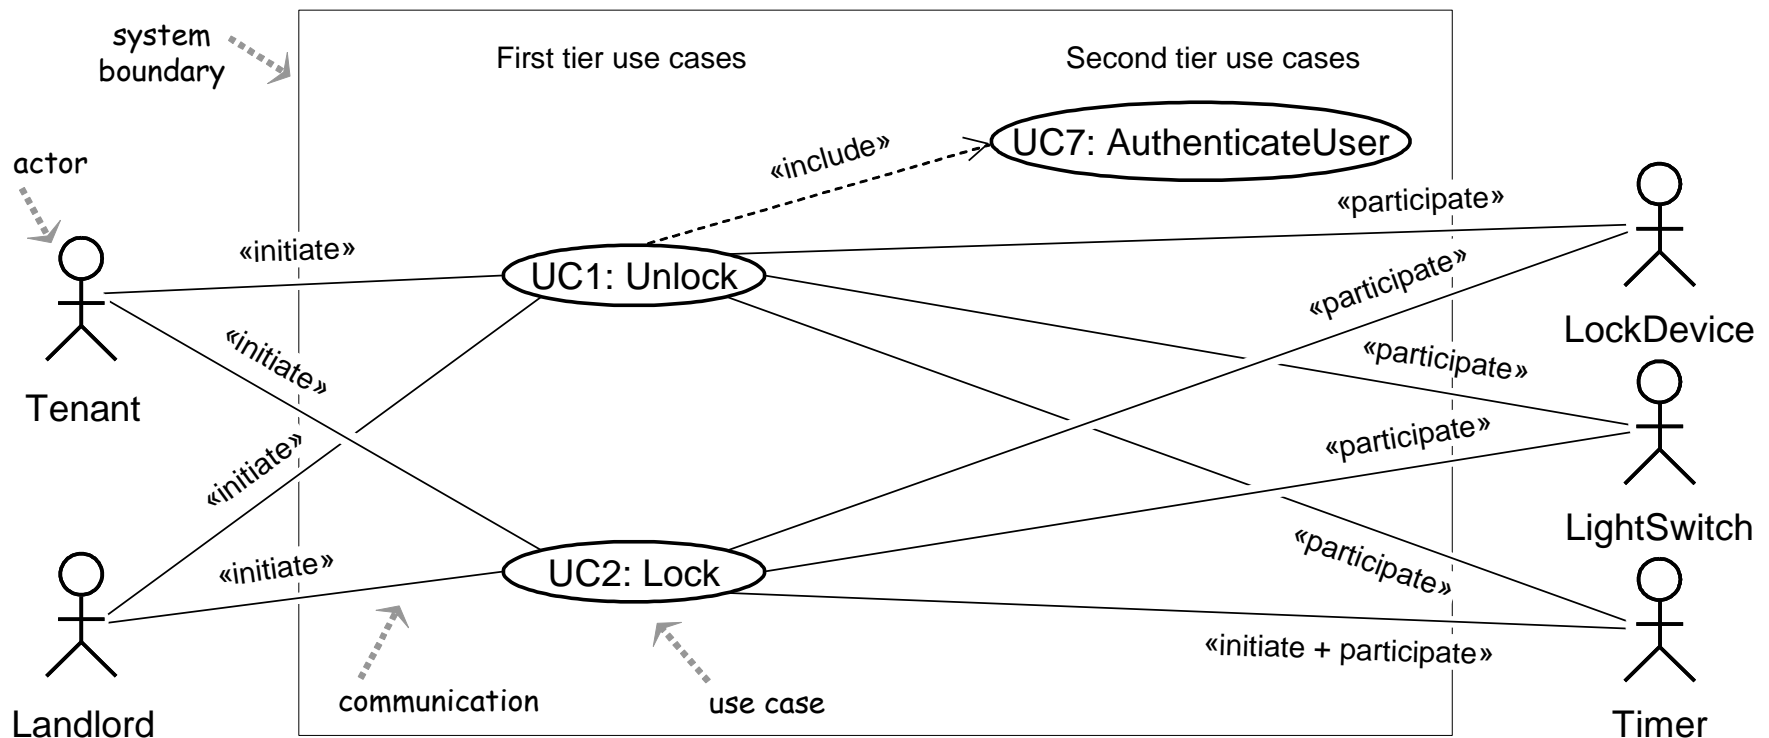 system
boundary
First tier use cases
Second tier use cases
UC7: AuthenticateUser
«include»
actor
«participate»
«initiate»
UC1: Unlock
«participate»
LockDevice
«initiate»
«participate»
Tenant
«participate»
«initiate»
LightSwitch
«initiate»
UC2: Lock
«participate»
«initiate + participate»
communication
use case
Landlord
Timer